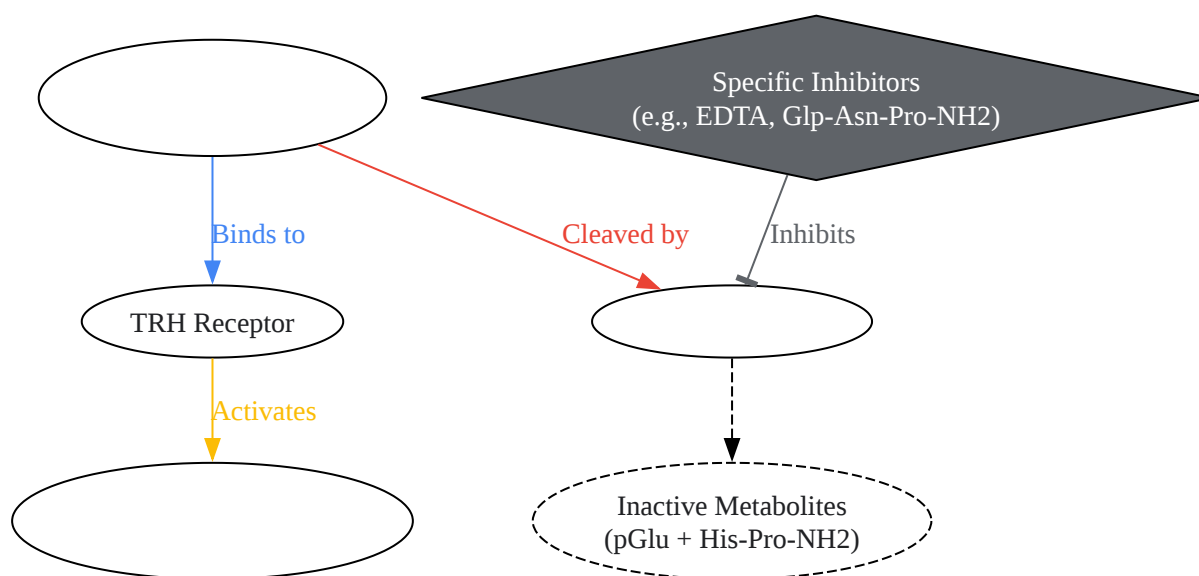 Specific Inhibitors
(e.g., EDTA, Glp-Asn-Pro-NH2)
Binds to
Cleaved by
Inhibits
TRH Receptor
Activates
Inactive Metabolites
(pGlu + His-Pro-NH2)